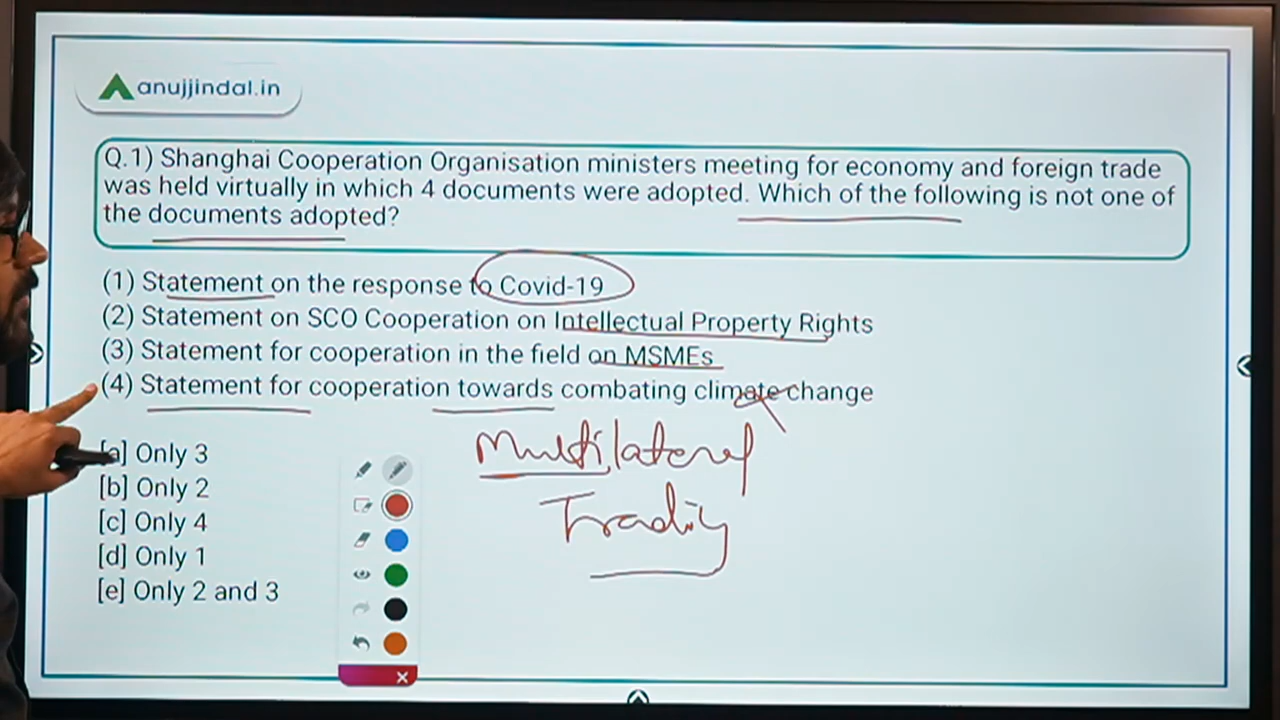 anujjindal.in
Q.1) Shanghai Cooperation Organisation ministers meeting for economy and foreign trade
was held virtually in which 4 documents were adopted. Which of the following is not one of
the documents adopted?
(1) Statement on the response to Covid-19
(2) Statement on SCO Cooperation on Intellectual Property Rights
(3) Statement for cooperation in the field on MSMEs
(4) Statement for cooperation towards combating climate change
Multilateral
Trading
[a] Only 3
[b] Only 2
[c] Only 4
[d] Only 1
[e] Only 2 and 3